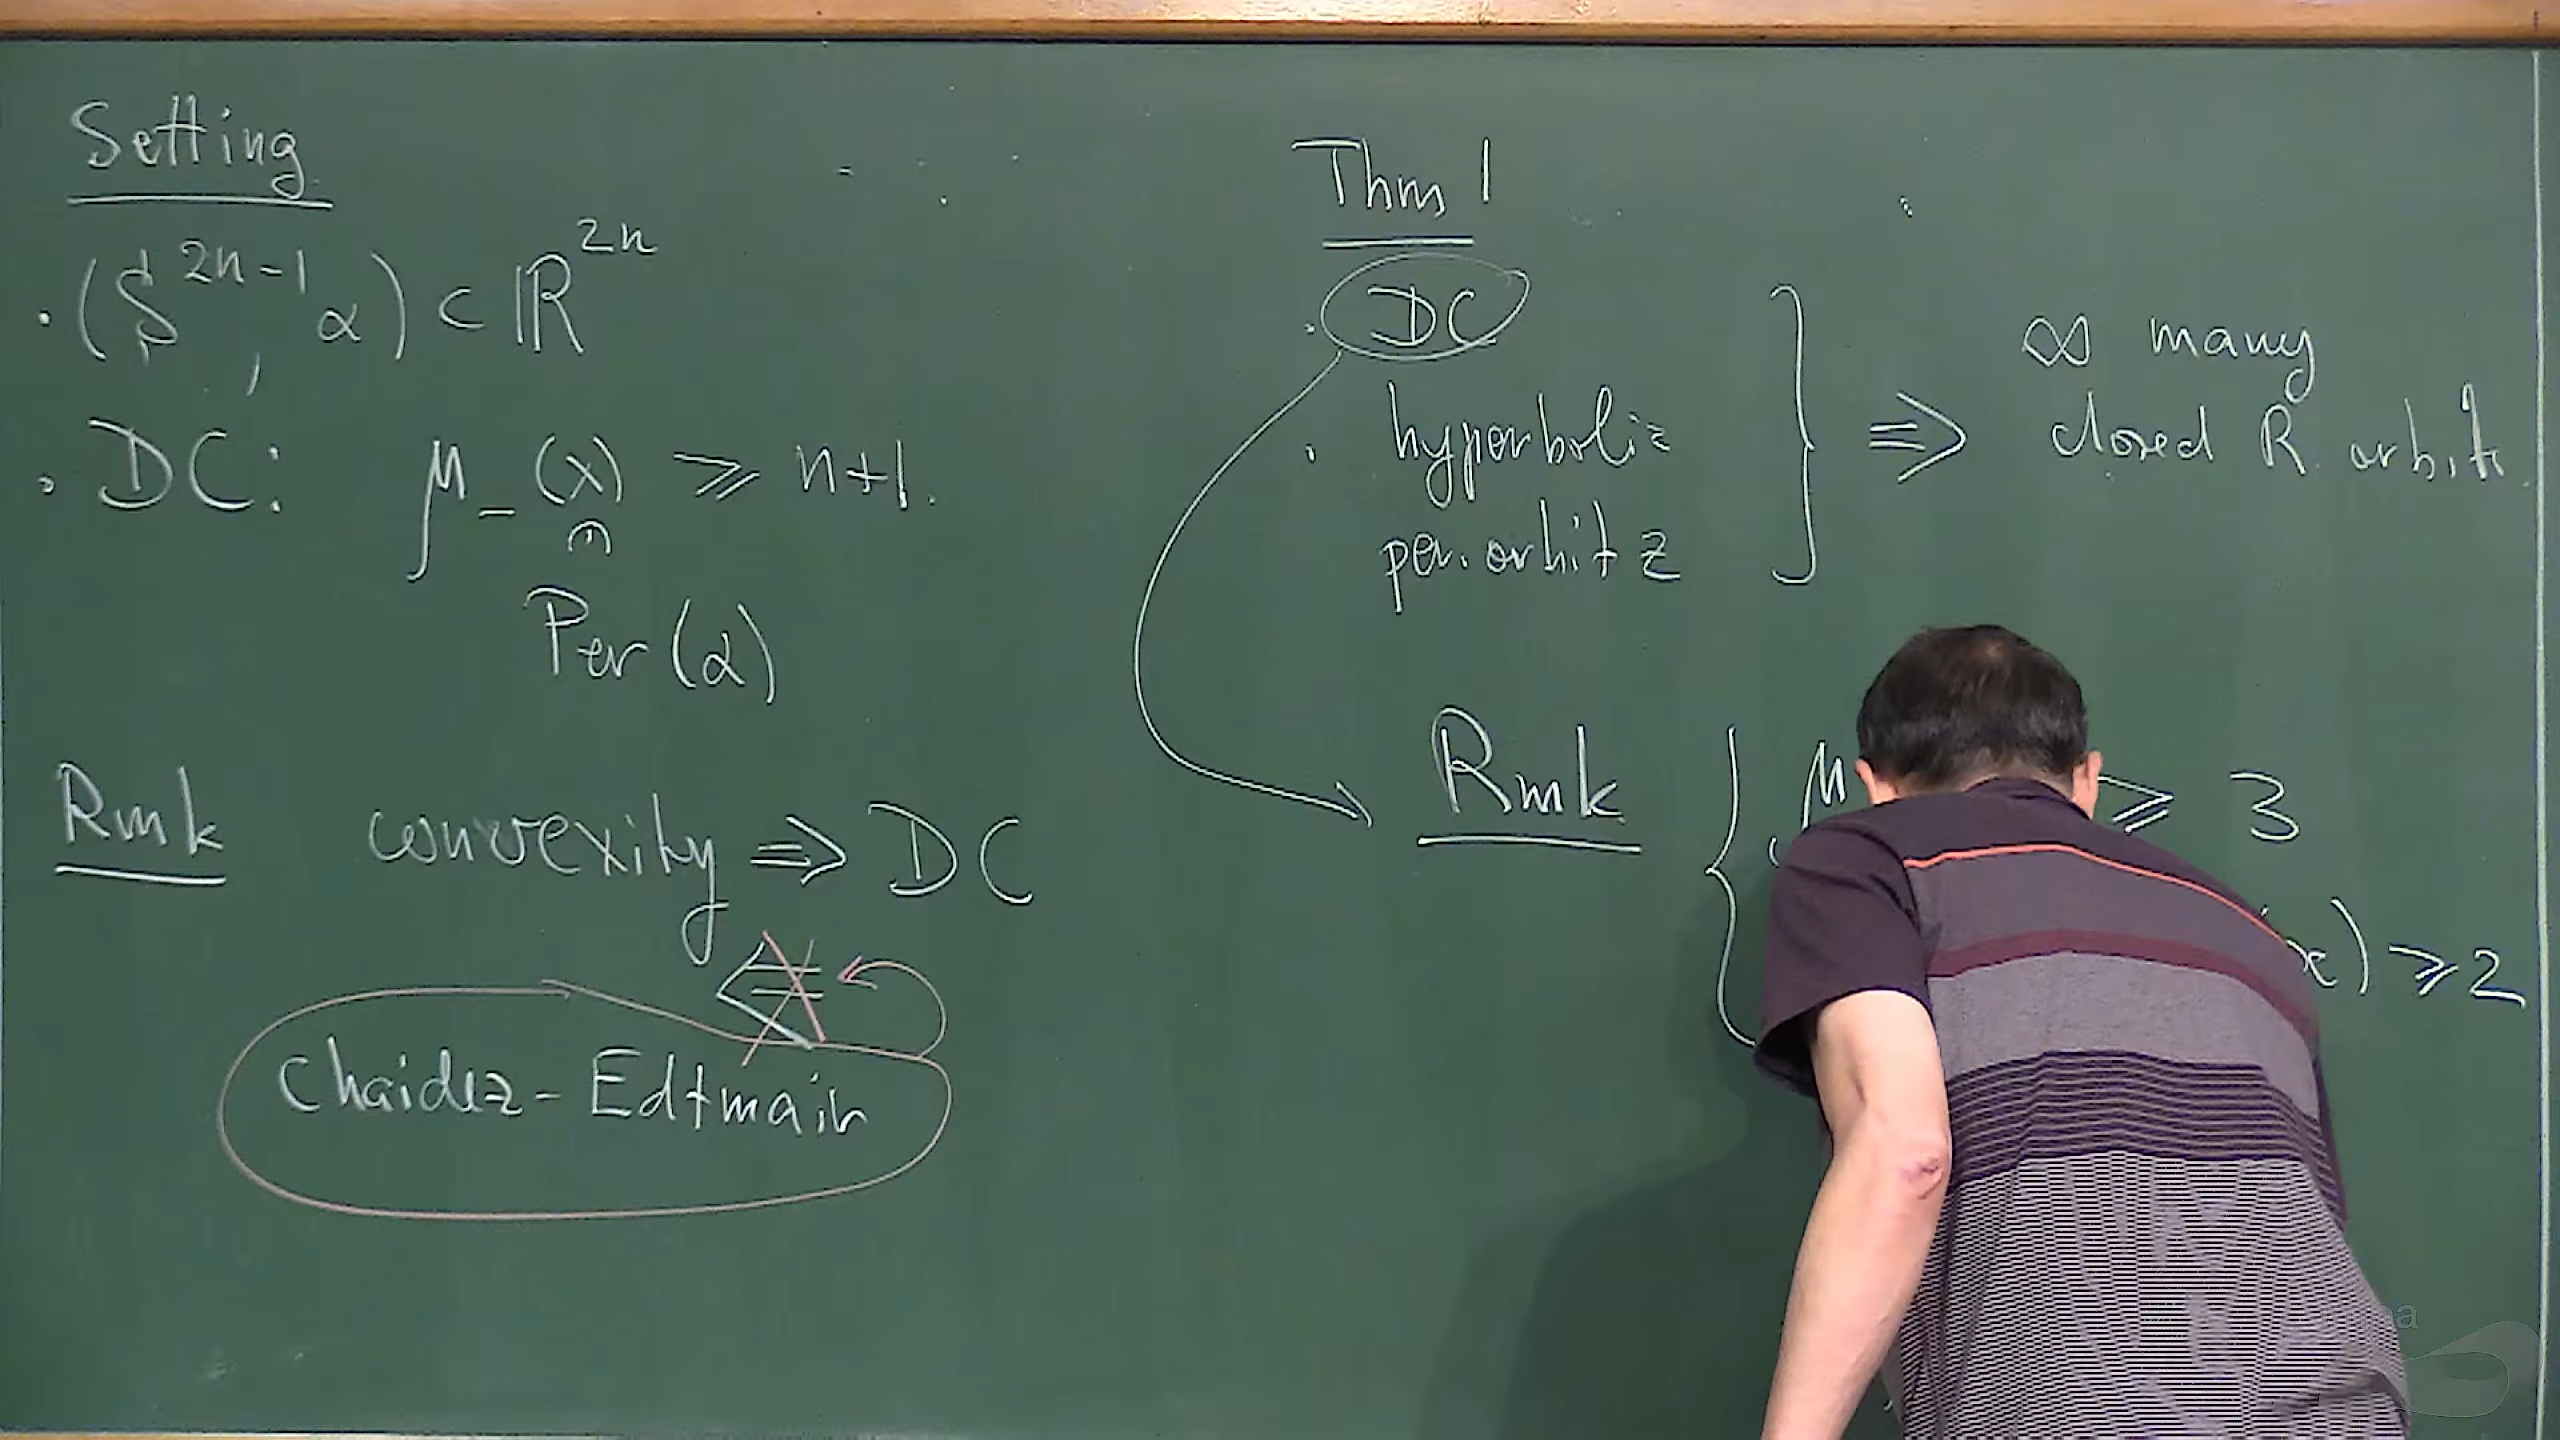 Setting
· (S^{2n-1}, α) ⊂ ℝ^{2n}
· DC: μ_-(x) ≥ n+1.
∩
Per(α)
Rmk convexity ⇒ DC
⇐
Chaidez - Edtmair
Thm 1
· DC
· hyperbolic
per. orbit z
} ⇒ ∞ many
closed R. orbits
Rmk { μ ≥ 3
x) ≥ 2